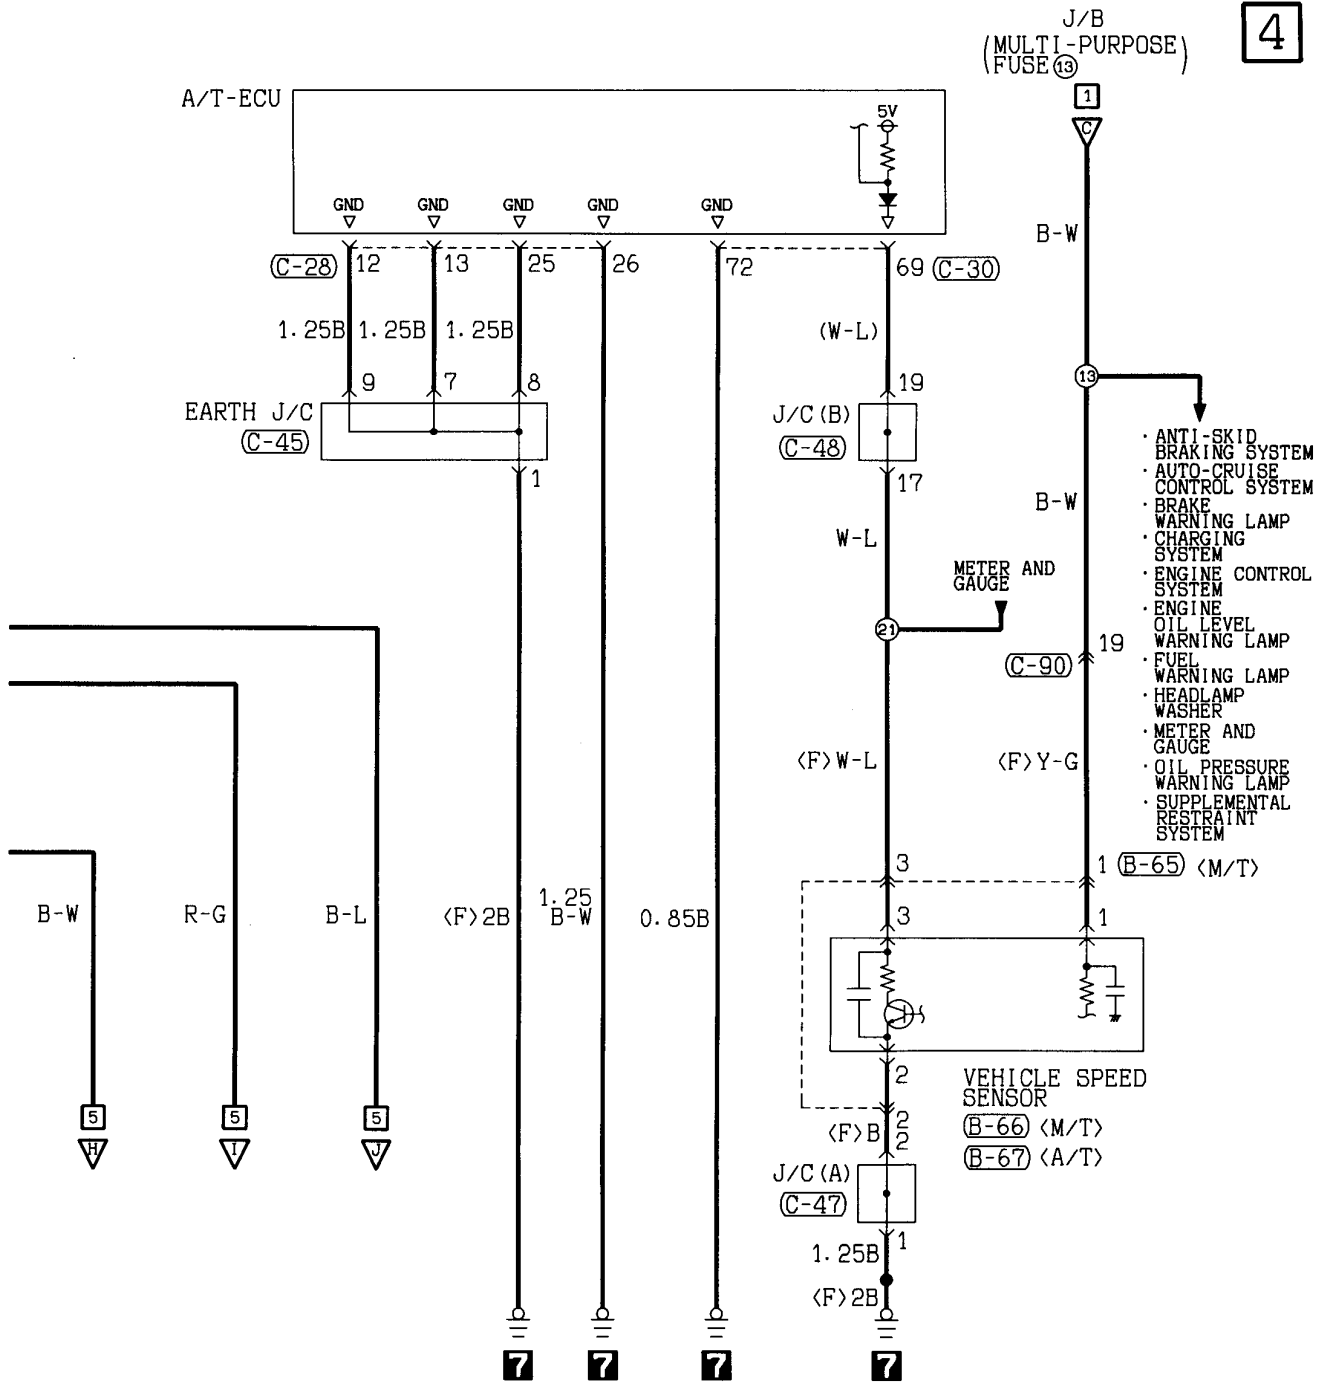 J/B
(MULTI-PURPOSE
FUSE⑬)
4
1
C
A/T-ECU
5V
GND GND GND GND GND
B-W
(C-28) 12 13 25 26 72 69 (C-30)
1.25B 1.25B 1.25B (W-L)
9 7 8 19
13
EARTH J/C
(C-45)
J/C(B)
(C-48)
1 17
· ANTI-SKID
BRAKING SYSTEM
· AUTO-CRUISE
CONTROL SYSTEM
· BRAKE
WARNING LAMP
· CHARGING
SYSTEM
· ENGINE CONTROL
SYSTEM
· ENGINE
OIL LEVEL
WARNING LAMP
· FUEL
WARNING LAMP
· HEADLAMP
WASHER
· METER AND
GAUGE
· OIL PRESSURE
WARNING LAMP
· SUPPLEMENTAL
RESTRAINT
SYSTEM
B-W
W-L
METER AND
GAUGE
21
19
(C-90)
〈F〉W-L 〈F〉Y-G
3 1 (B-65) 〈M/T〉
B-W R-G B-L 〈F〉2B 1.25
B-W 0.85B
3 1
2
VEHICLE SPEED
SENSOR
(B-66) 〈M/T〉
(B-67) 〈A/T〉
5 5 5
H I J
2
〈F〉B
2
J/C(A)
(C-47)
1
1.25B
〈F〉2B
7 7 7 7